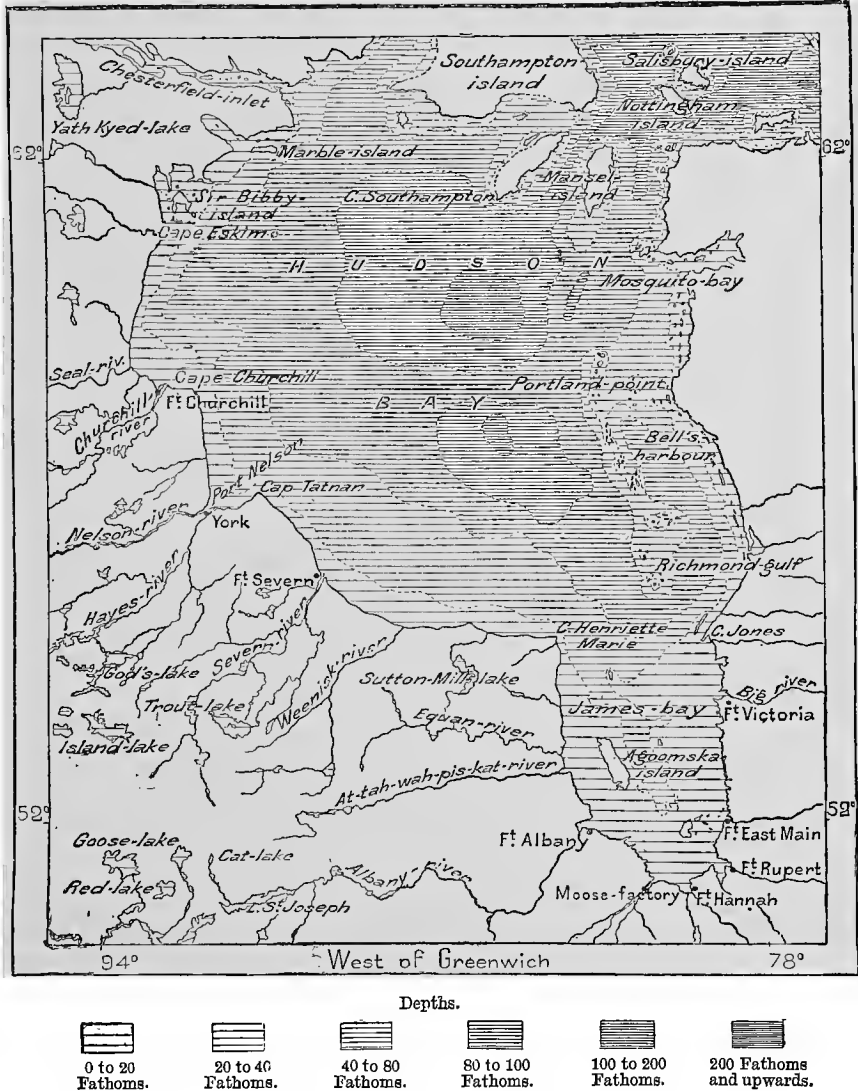 Chesterfield-inlet
Southampton-
island
Salisbury-island
Nottingham-
island
Yath Kyed-lake
62°
62°
Marble-island
Mansel-
island
Sir Bibby-
island
C. Southampton
Cape Eskimo
HUDSON
Mosquito-bay
Seal-riv.
Cape-Churchill
Portland-point
Churchill-
river
Ft. Churchill
BAY
Bell's-
harbour
Port Nelson
Cap-Tatnan
Nelson-river
York
Richmond-gulf
Ft. Severn
Hayes-river
C. Henriette
Marie
C. Jones
Severn-river
God's-lake
Weenisk-river
Sutton-Mill-lake
Big river
Trout-lake
James-bay
Ft. Victoria
Equan-river
Island-lake
Agoomska
island
At-tah-wah-pis-kat-river
52°
52°
Goose-lake
Ft. Albany
Ft. East Main
Cat-lake
Ft. Rupert
Red-lake
Albany-river
Moose-factory
Ft. Hannah
L. St. Joseph
94°
West of Greenwich
78°
Depths.
0 to 20
Fathoms.
20 to 40
Fathoms.
40 to 80
Fathoms.
80 to 100
Fathoms.
100 to 200
Fathoms.
200 Fathoms
and upwards.